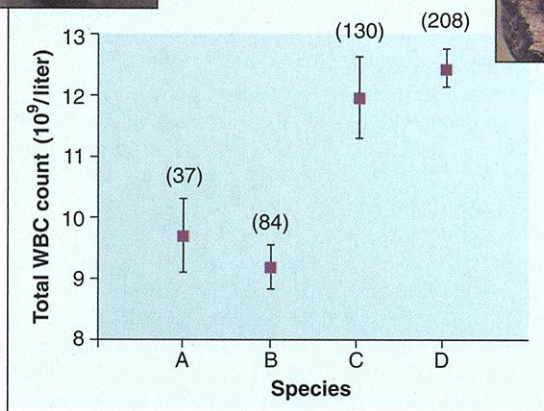 Total WBC count (10⁹/liter)
13
12
11
10
9
8
(37)
(84)
(130)
(208)
A
B
C
D
Species